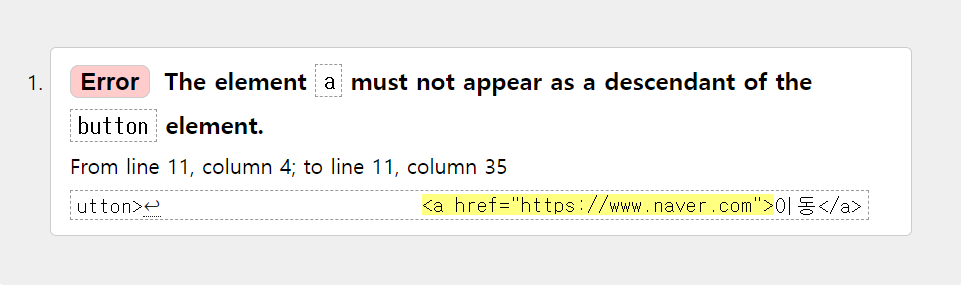 1. Error The element a must not appear as a descendant of the
button element.
From line 11, column 4; to line 11, column 35
utton>↩ <a href="https://www.naver.com">이동</a>